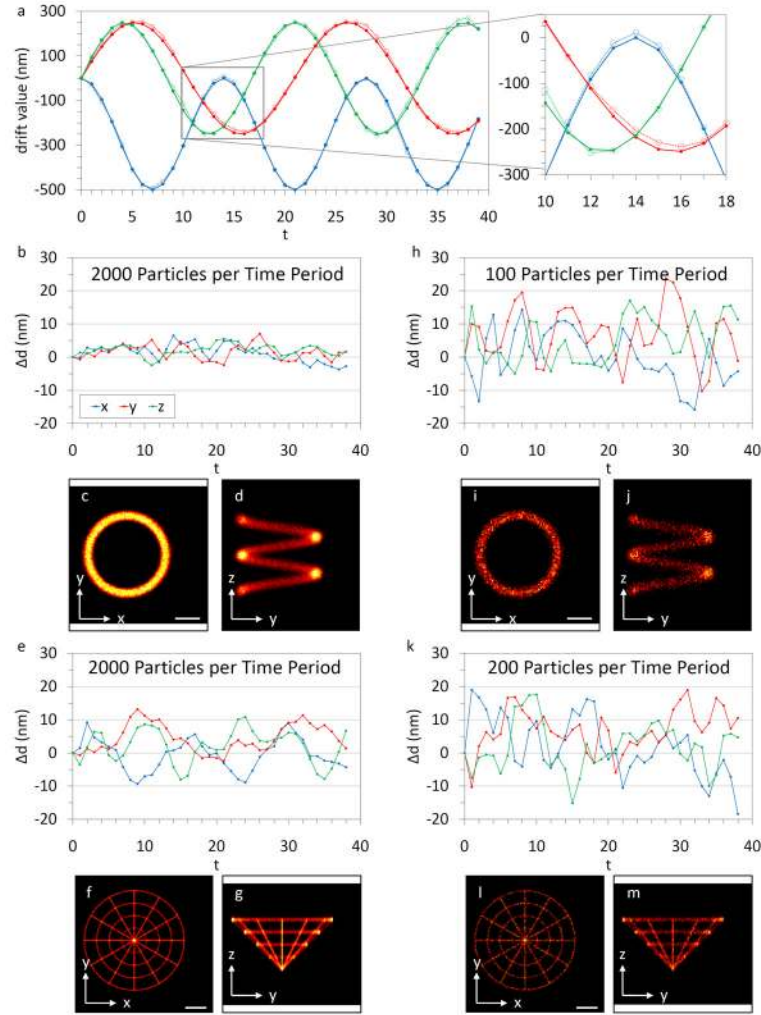 a
300
100
-100
-300
-500
drift value (nm)
0 5 10 15 20 25 30 35 40
t
0
-100
-200
-300
10 11 12 13 14 15 16 17 18
b
2000 Particles per Time Period
30
20
10
0
-10
-20
Δd (nm)
x y z
0 10 20 30 40
t
h
100 Particles per Time Period
30
20
10
0
-10
-20
Δd (nm)
0 10 20 30 40
t
c
y
x
d
z
y
i
y
x
j
z
y
e
2000 Particles per Time Period
30
20
10
0
-10
-20
Δd (nm)
0 10 20 30 40
t
k
200 Particles per Time Period
30
20
10
0
-10
-20
Δd (nm)
0 10 20 30 40
t
f
y
x
g
z
y
l
y
x
m
z
y